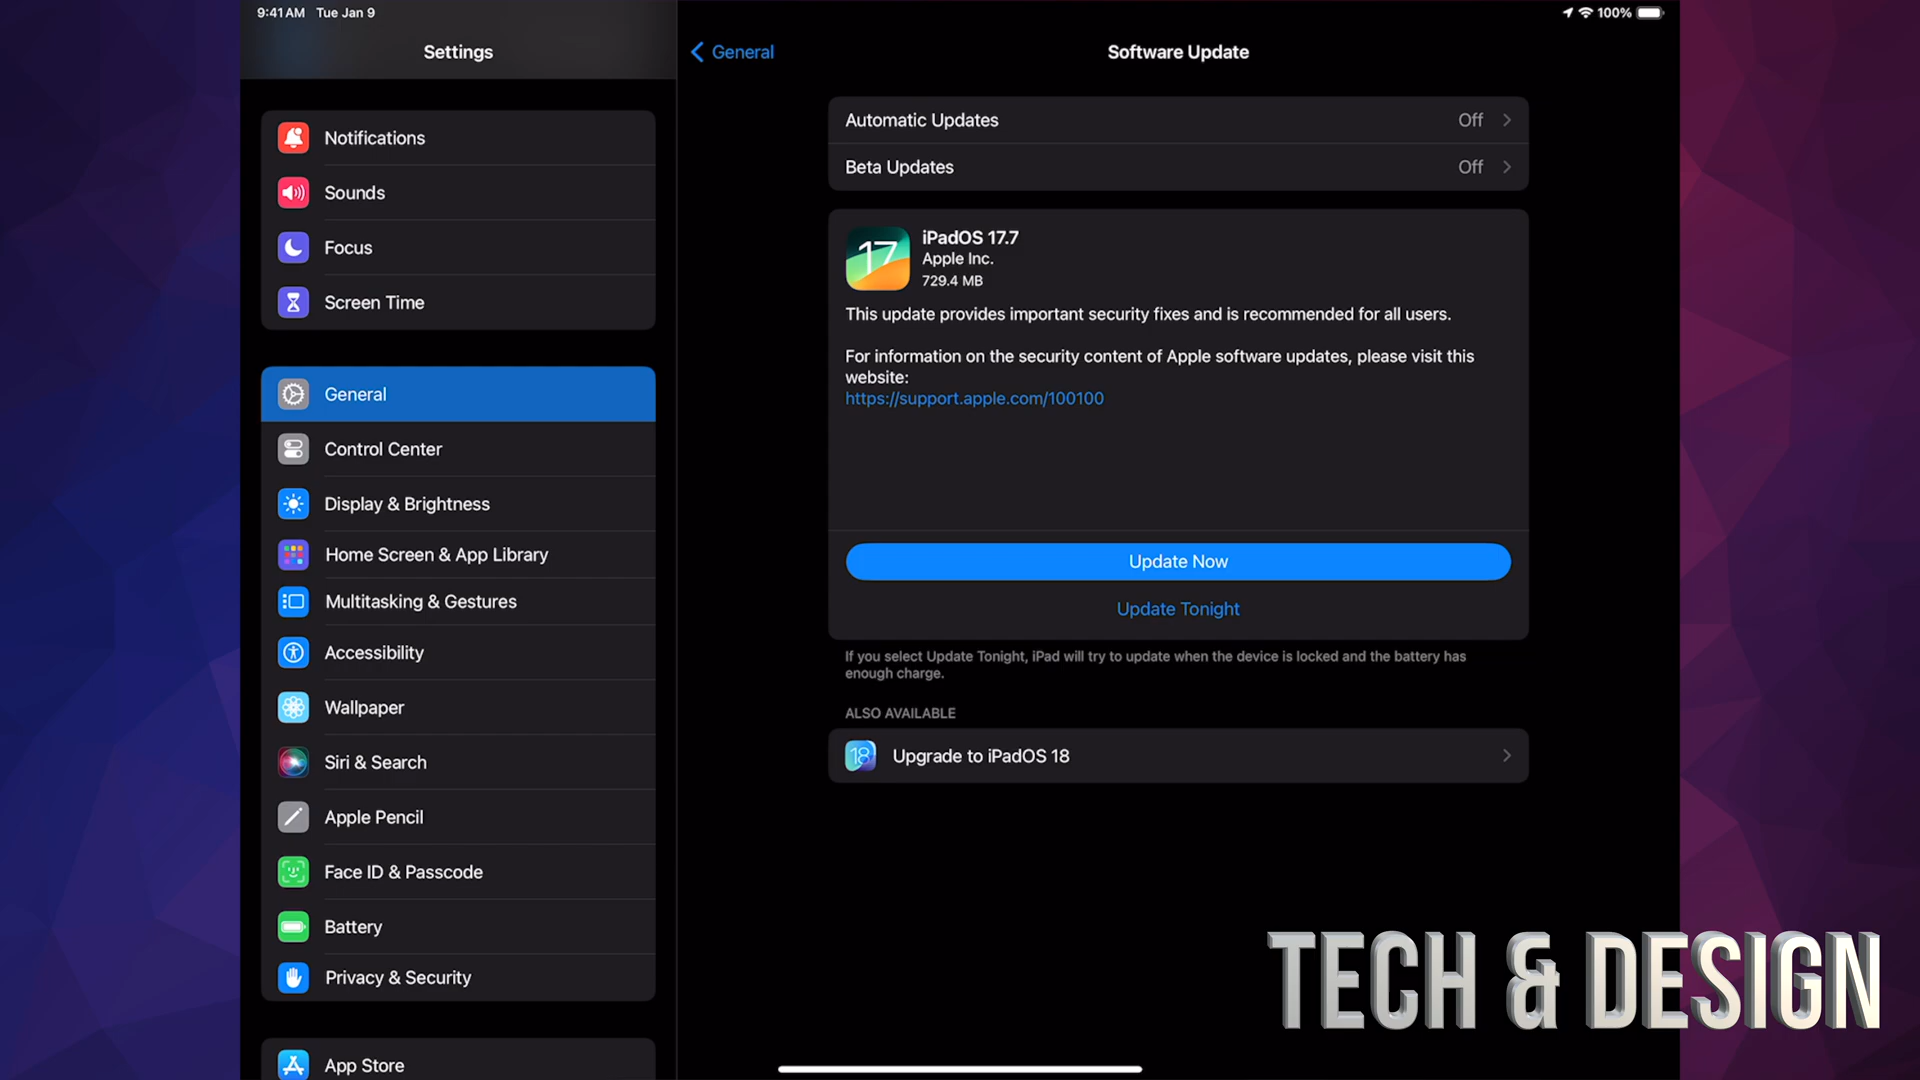 9:41 AM Tue Jan 9
100%
Settings
Notifications
Sounds
Focus
Screen Time
General
Control Center
Display & Brightness
Home Screen & App Library
Multitasking & Gestures
Accessibility
Wallpaper
Siri & Search
Apple Pencil
Face ID & Passcode
Battery
Privacy & Security
App Store
General
Software Update
Automatic Updates Off
Beta Updates Off
17
iPadOS 17.7
Apple Inc.
729.4 MB
This update provides important security fixes and is recommended for all users.
For information on the security content of Apple software updates, please visit this
website:
https://support.apple.com/100100
Update Now
Update Tonight
If you select Update Tonight, iPad will try to update when the device is locked and the battery has
enough charge.
ALSO AVAILABLE
18 Upgrade to iPadOS 18
TECH & DESIGN